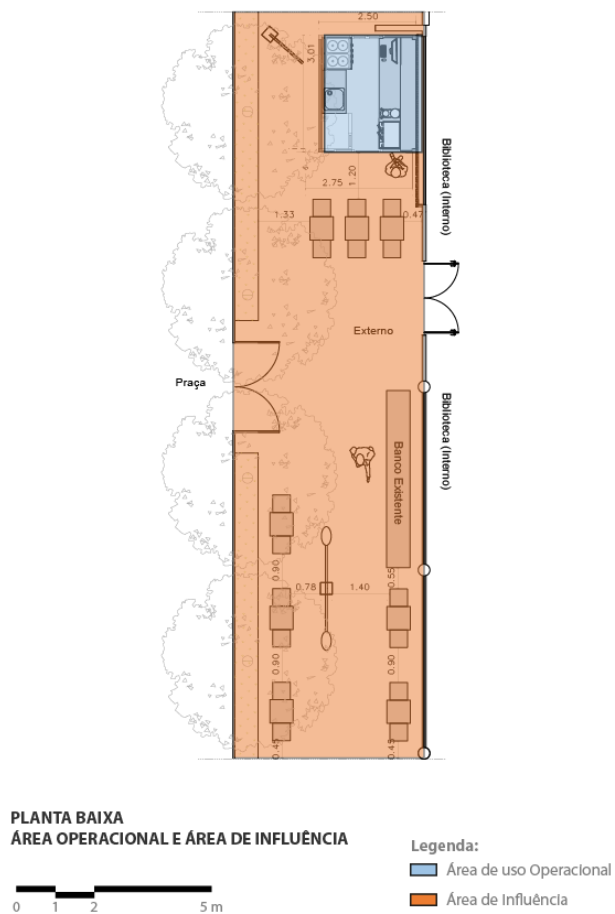 2.50
3.01
Biblioteca (Interno)
1.20
2.75
1.33
0.47
Externo
Praça
Biblioteca (Interno)
Banco Existente
0.90
0.55
0.78
1.40
0.90
0.90
0.45
0.45
PLANTA BAIXA
ÁREA OPERACIONAL E ÁREA DE INFLUÊNCIA
Legenda:
Área de uso Operacional
Área de Influência
0 1 2 5 m